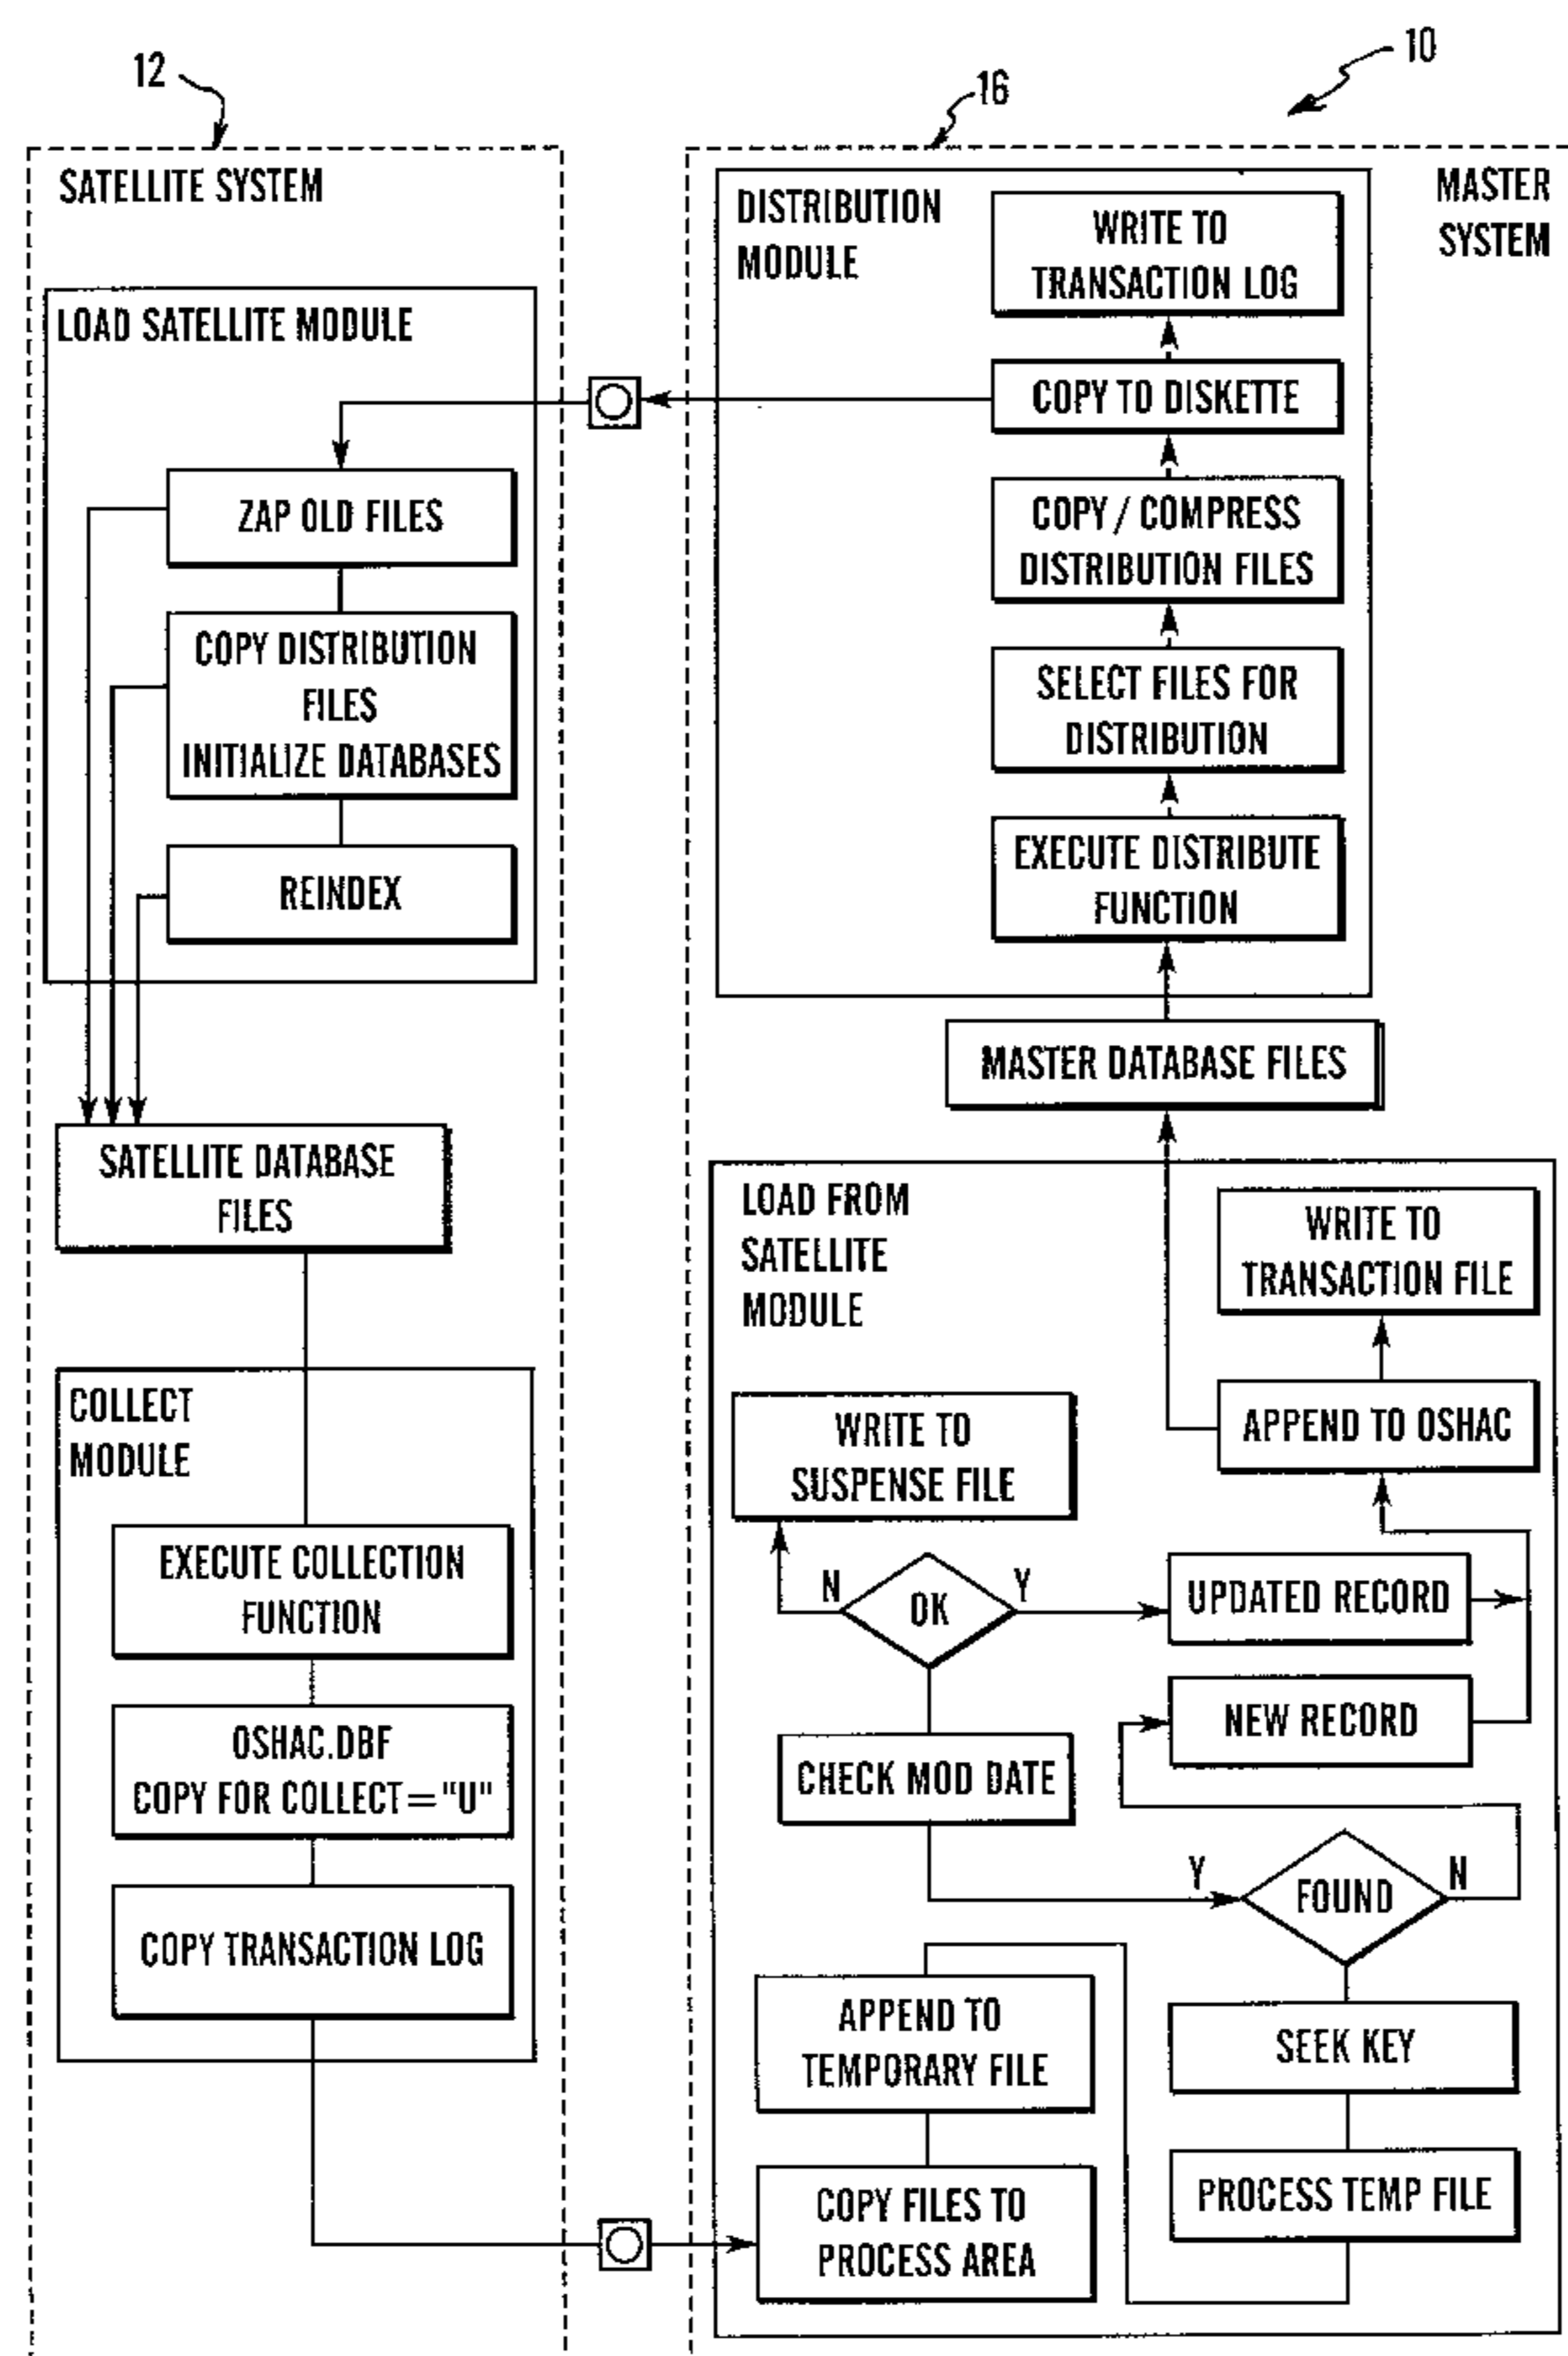 12
16
10
SATELLITE SYSTEM
LOAD SATELLITE MODULE
ZAP OLD FILES
COPY DISTRIBUTION
FILES
INITIALIZE DATABASES
REINDEX
SATELLITE DATABASE
FILES
COLLECT
MODULE
EXECUTE COLLECTION
FUNCTION
OSHAC.DBF
COPY FOR COLLECT="U"
COPY TRANSACTION LOG
MASTER
SYSTEM
DISTRIBUTION
MODULE
WRITE TO
TRANSACTION LOG
COPY TO DISKETTE
COPY / COMPRESS
DISTRIBUTION FILES
SELECT FILES FOR
DISTRIBUTION
EXECUTE DISTRIBUTE
FUNCTION
MASTER DATABASE FILES
LOAD FROM
SATELLITE
MODULE
WRITE TO
TRANSACTION FILE
APPEND TO OSHAC
WRITE TO
SUSPENSE FILE
N
OK
Y
UPDATED RECORD
NEW RECORD
CHECK MOD DATE
Y
FOUND
N
APPEND TO
TEMPORARY FILE
SEEK KEY
PROCESS TEMP FILE
COPY FILES TO
PROCESS AREA